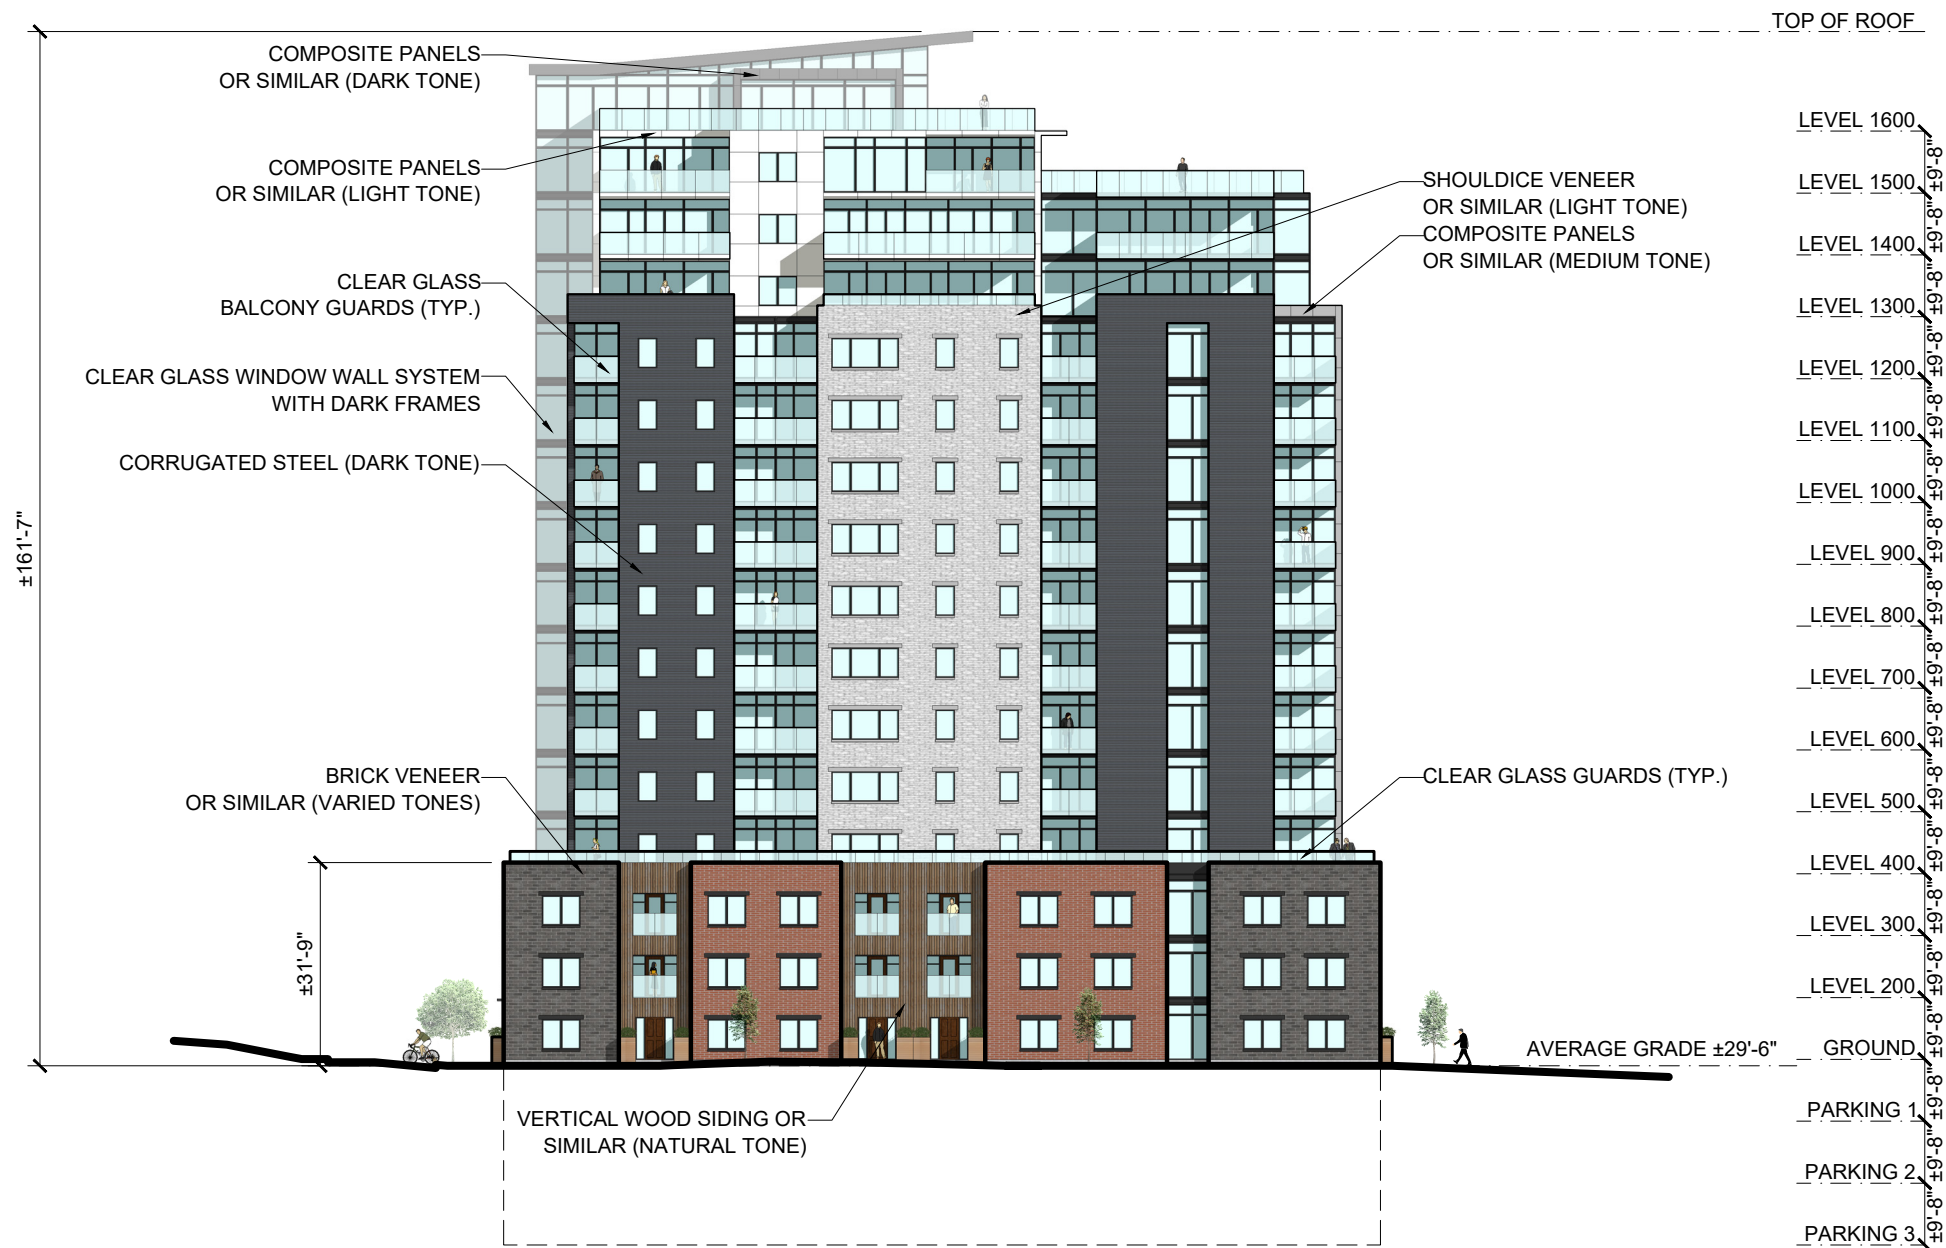 TOP OF ROOF
COMPOSITE PANELS
OR SIMILAR (DARK TONE)
COMPOSITE PANELS
OR SIMILAR (LIGHT TONE)
CLEAR GLASS
BALCONY GUARDS (TYP.)
CLEAR GLASS WINDOW WALL SYSTEM
WITH DARK FRAMES
CORRUGATED STEEL (DARK TONE)
±161'-7"
BRICK VENEER
OR SIMILAR (VARIED TONES)
±31'-9"
VERTICAL WOOD SIDING OR
SIMILAR (NATURAL TONE)
SHOULDICE VENEER
OR SIMILAR (LIGHT TONE)
COMPOSITE PANELS
OR SIMILAR (MEDIUM TONE)
CLEAR GLASS GUARDS (TYP.)
AVERAGE GRADE ±29'-6"
LEVEL 1600
±9'-8"
LEVEL 1500
±9'-8"
LEVEL 1400
±9'-8"
LEVEL 1300
±9'-8"
LEVEL 1200
±9'-8"
LEVEL 1100
±9'-8"
LEVEL 1000
±9'-8"
LEVEL 900
±9'-8"
LEVEL 800
±9'-8"
LEVEL 700
±9'-8"
LEVEL 600
±9'-8"
LEVEL 500
±9'-8"
LEVEL 400
±9'-8"
LEVEL 300
±9'-8"
LEVEL 200
±9'-8"
GROUND
±9'-8"
PARKING 1
±9'-8"
PARKING 2
±9'-8"
PARKING 3